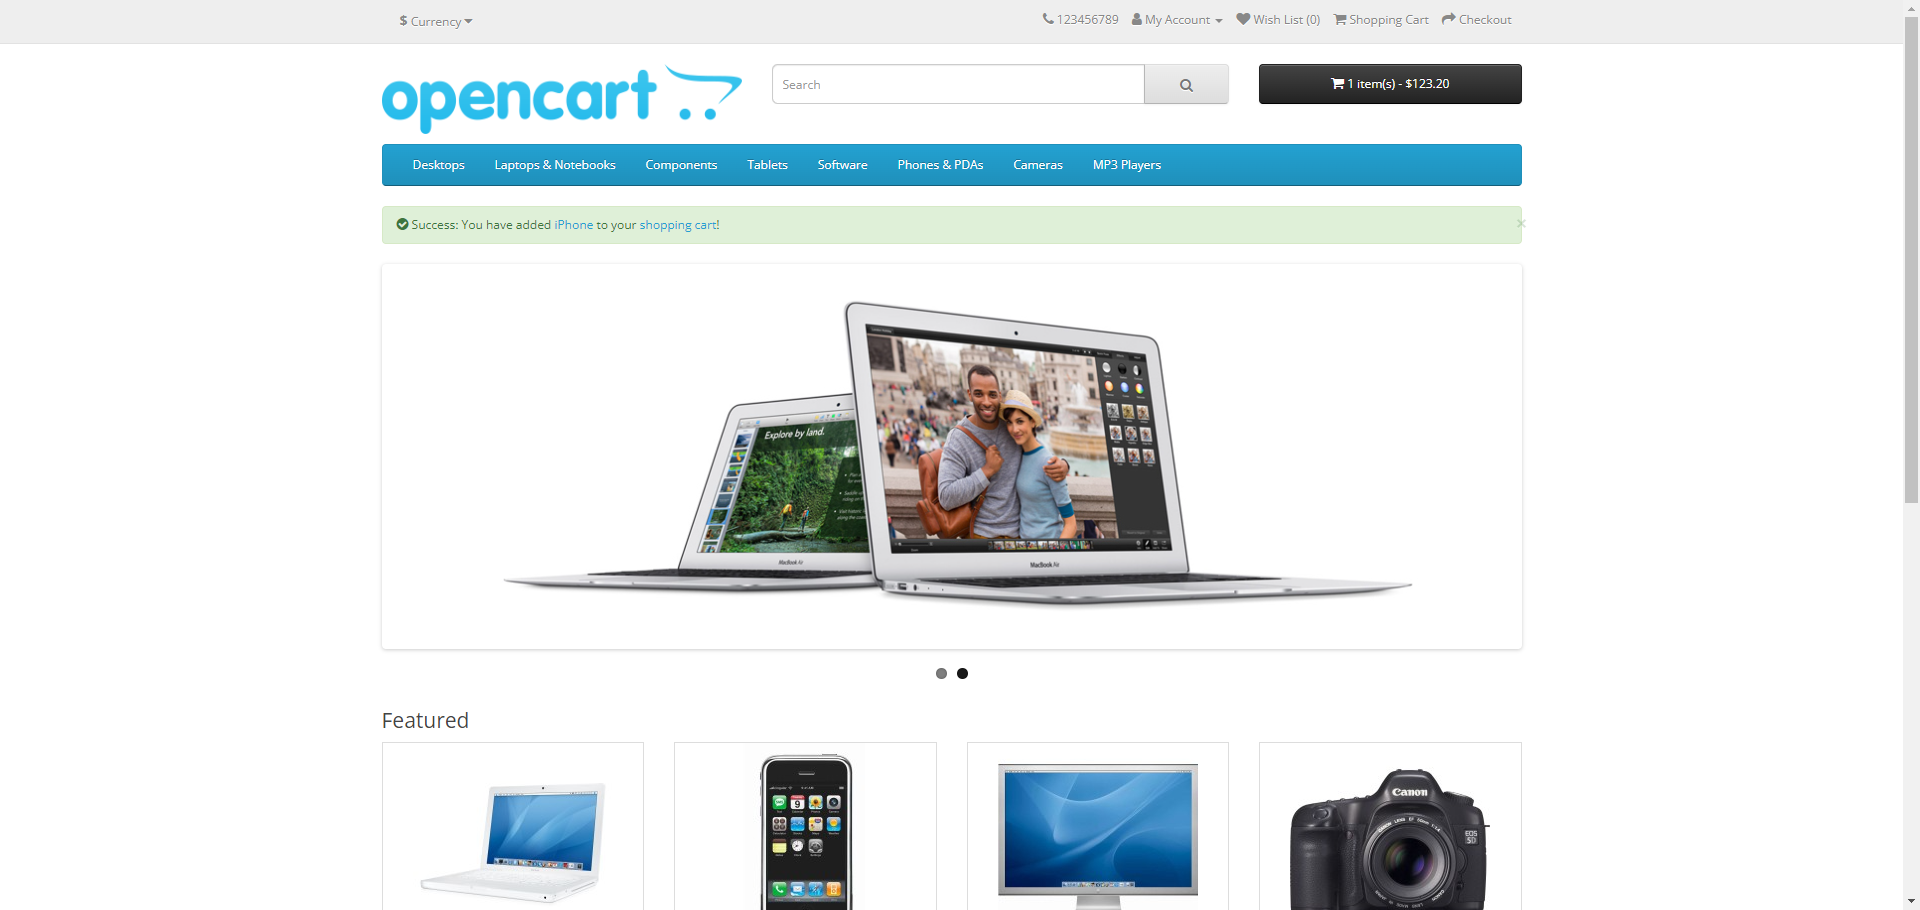 $ Currency
123456789 My Account Wish List (0) Shopping Cart Checkout
opencart
Search
1 item(s) - $123.20
Desktops Laptops & Notebooks Components Tablets Software Phones & PDAs Cameras MP3 Players
Success: You have added iPhone to your shopping cart!
×
Explore by land.
MacBook Air
MacBook Air
Featured
Canon
EOS
5D